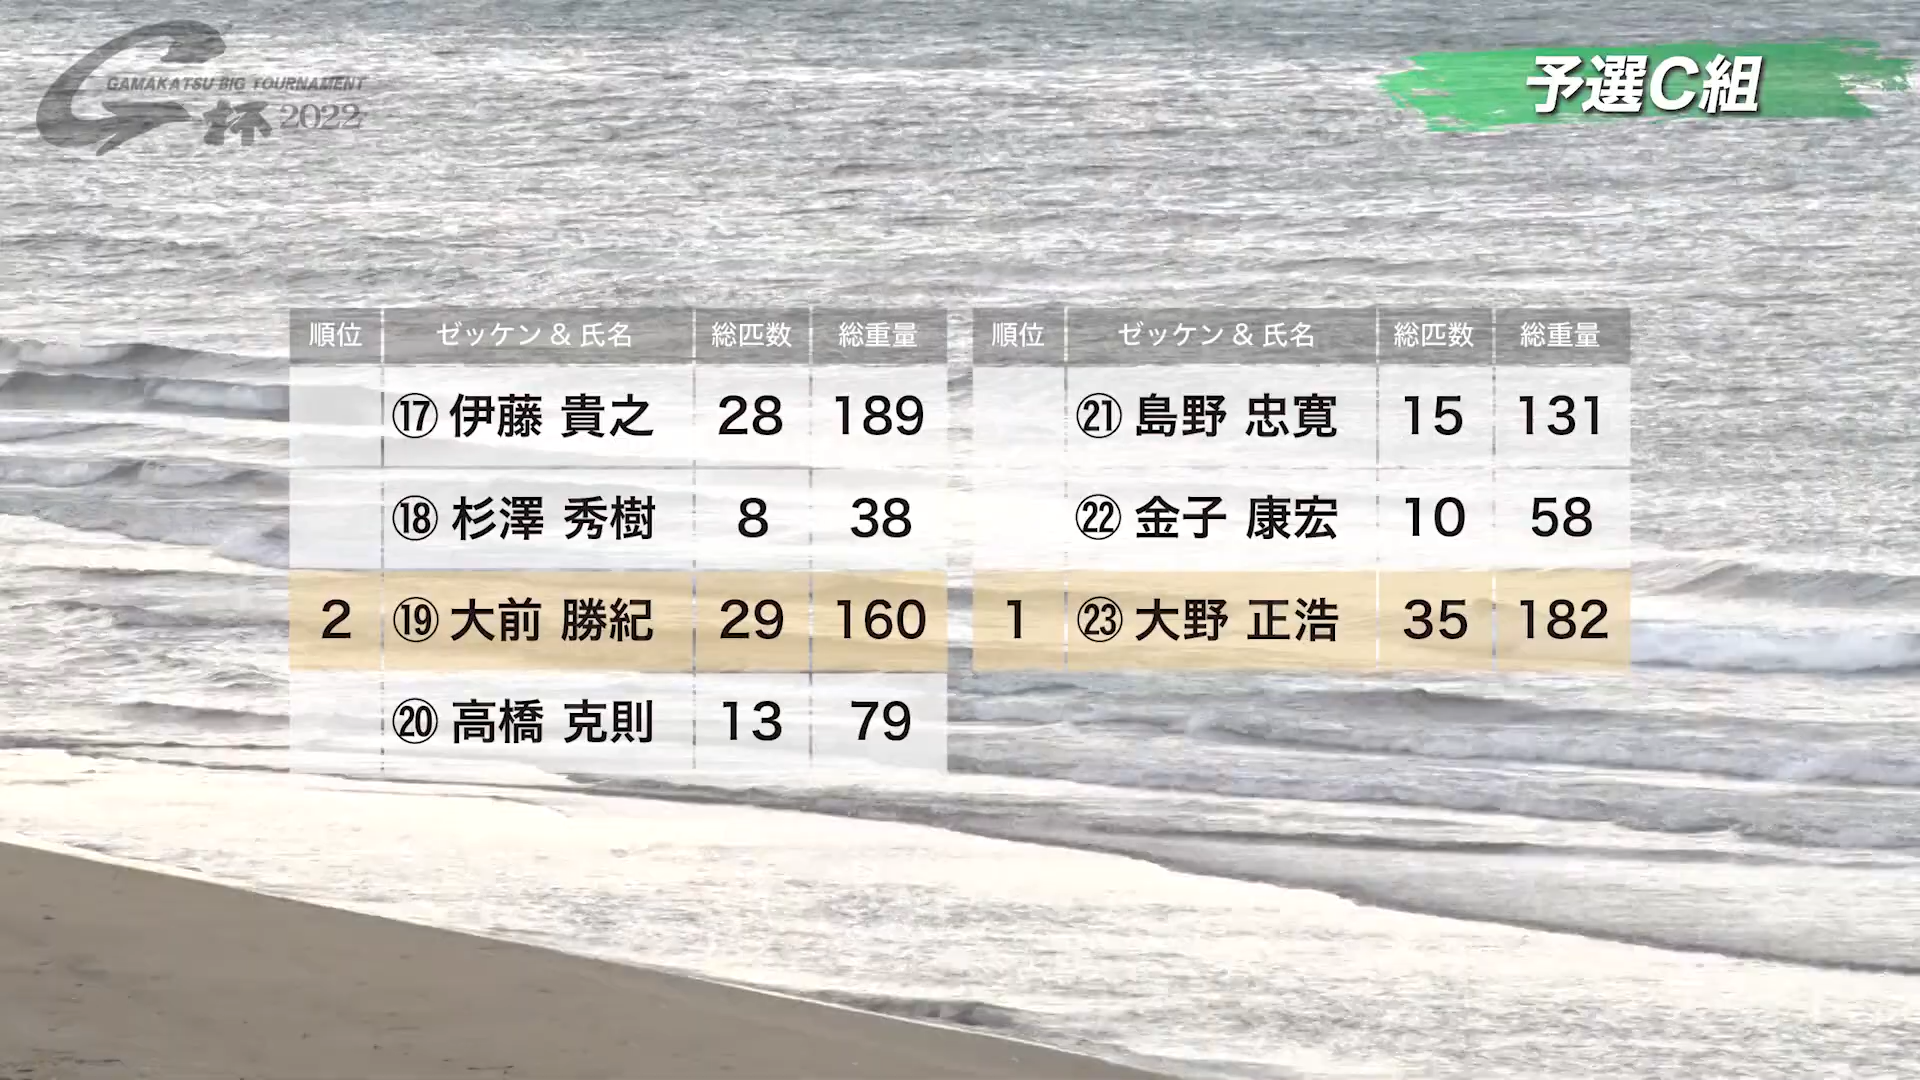 GAMAKATSU BIG TOURNAMENT
G杯 2022
予選C組
順位 ゼッケン & 氏名 総匹数 総重量
⑰ 伊藤 貴之 28 189
⑱ 杉澤 秀樹 8 38
2 ⑲ 大前 勝紀 29 160
⑳ 高橋 克則 13 79
順位 ゼッケン & 氏名 総匹数 総重量
㉑ 島野 忠寛 15 131
㉒ 金子 康宏 10 58
1 ㉓ 大野 正浩 35 182